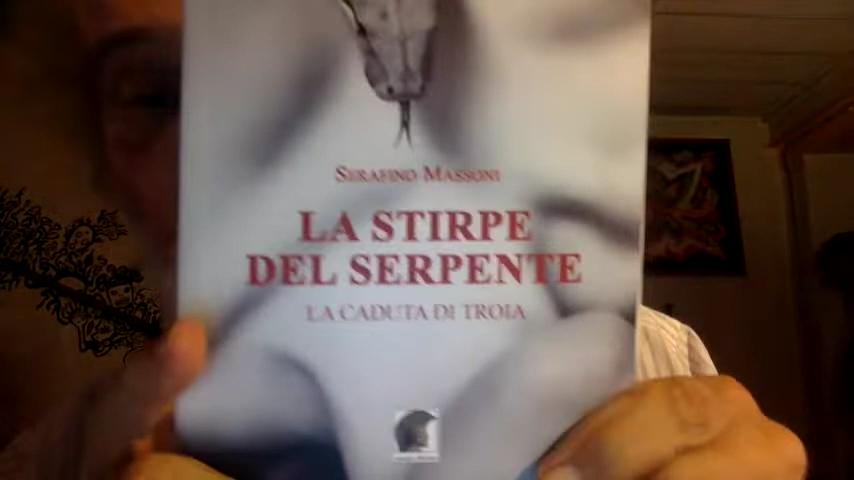 SERAFINO MASSONI
LA STIRPE
DEL SERPENTE
LA CADUTA DI TROIA